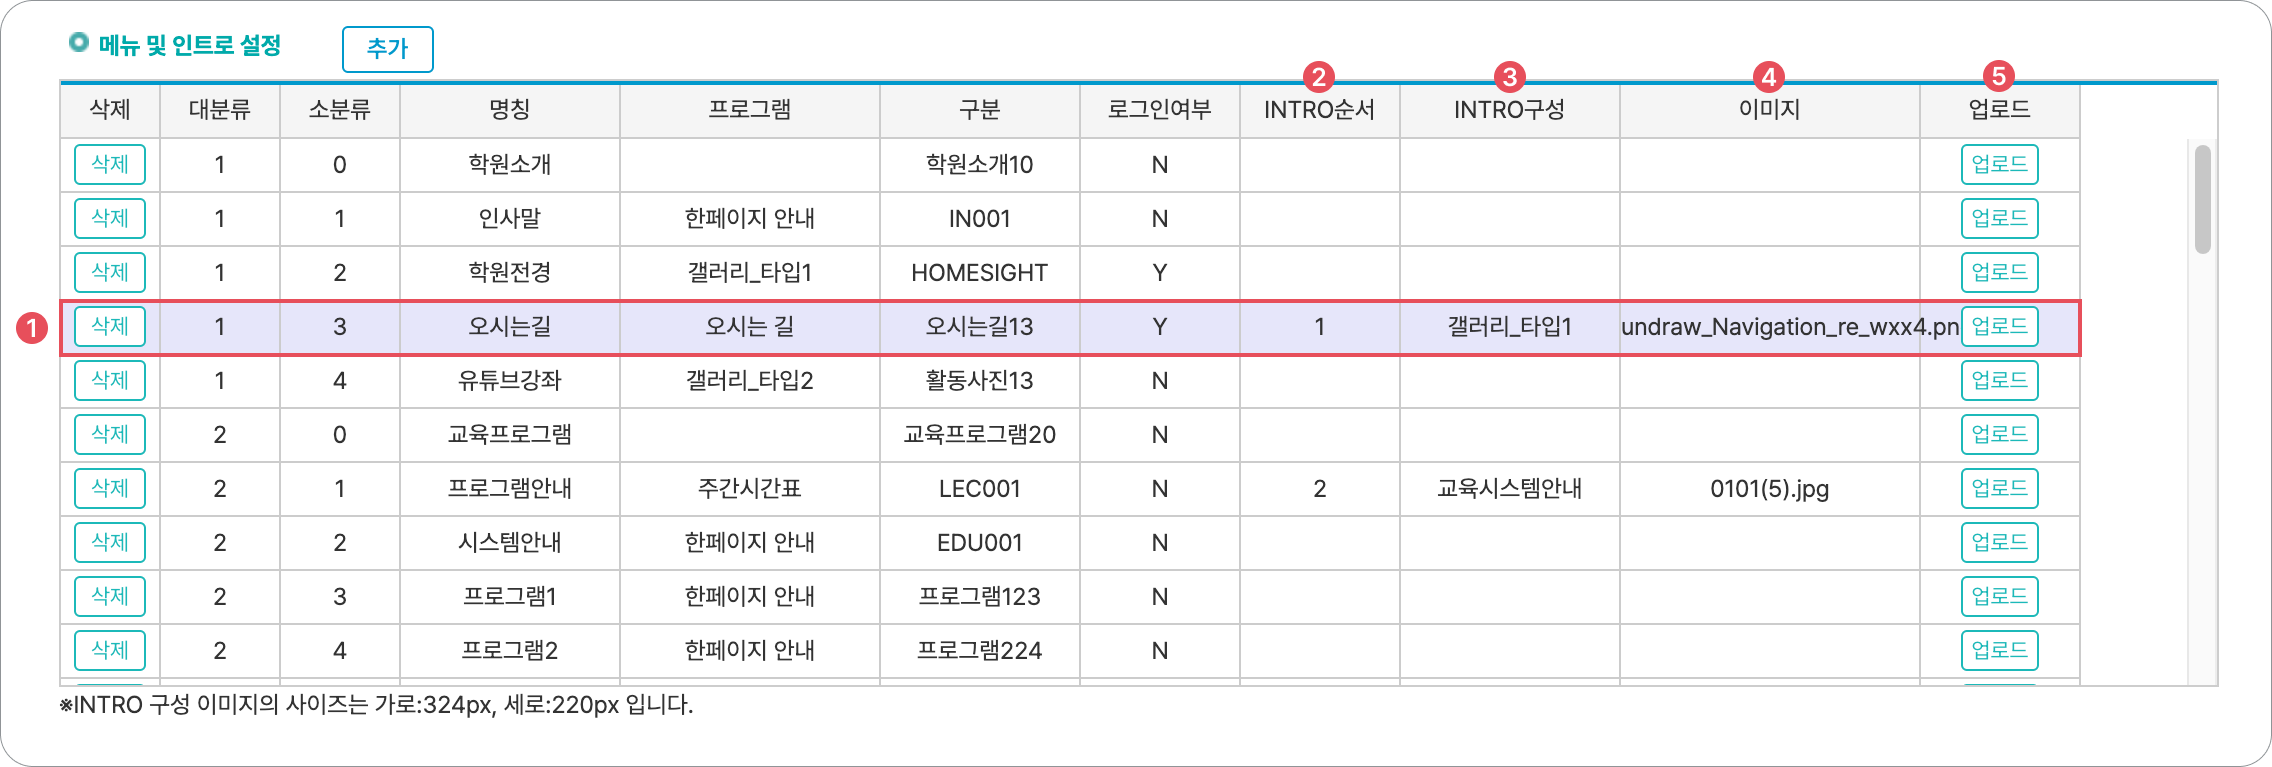 메뉴 및 인트로 설정 추가
2 3 4 5
삭제 대분류 소분류 명칭 프로그램 구분 로그인여부 INTRO순서 INTRO구성 이미지 업로드
삭제 1 0 학원소개 학원소개10 N 업로드
삭제 1 1 인사말 한페이지 안내 IN001 N 업로드
삭제 1 2 학원전경 갤러리_타입1 HOMESIGHT Y 업로드
1 삭제 1 3 오시는길 오시는 길 오시는길13 Y 1 갤러리_타입1 undraw_Navigation_re_wxx4.pn 업로드
삭제 1 4 유튜브강좌 갤러리_타입2 활동사진13 N 업로드
삭제 2 0 교육프로그램 교육프로그램20 N 업로드
삭제 2 1 프로그램안내 주간시간표 LEC001 N 2 교육시스템안내 0101(5).jpg 업로드
삭제 2 2 시스템안내 한페이지 안내 EDU001 N 업로드
삭제 2 3 프로그램1 한페이지 안내 프로그램123 N 업로드
삭제 2 4 프로그램2 한페이지 안내 프로그램224 N 업로드
※INTRO 구성 이미지의 사이즈는 가로:324px, 세로:220px 입니다.